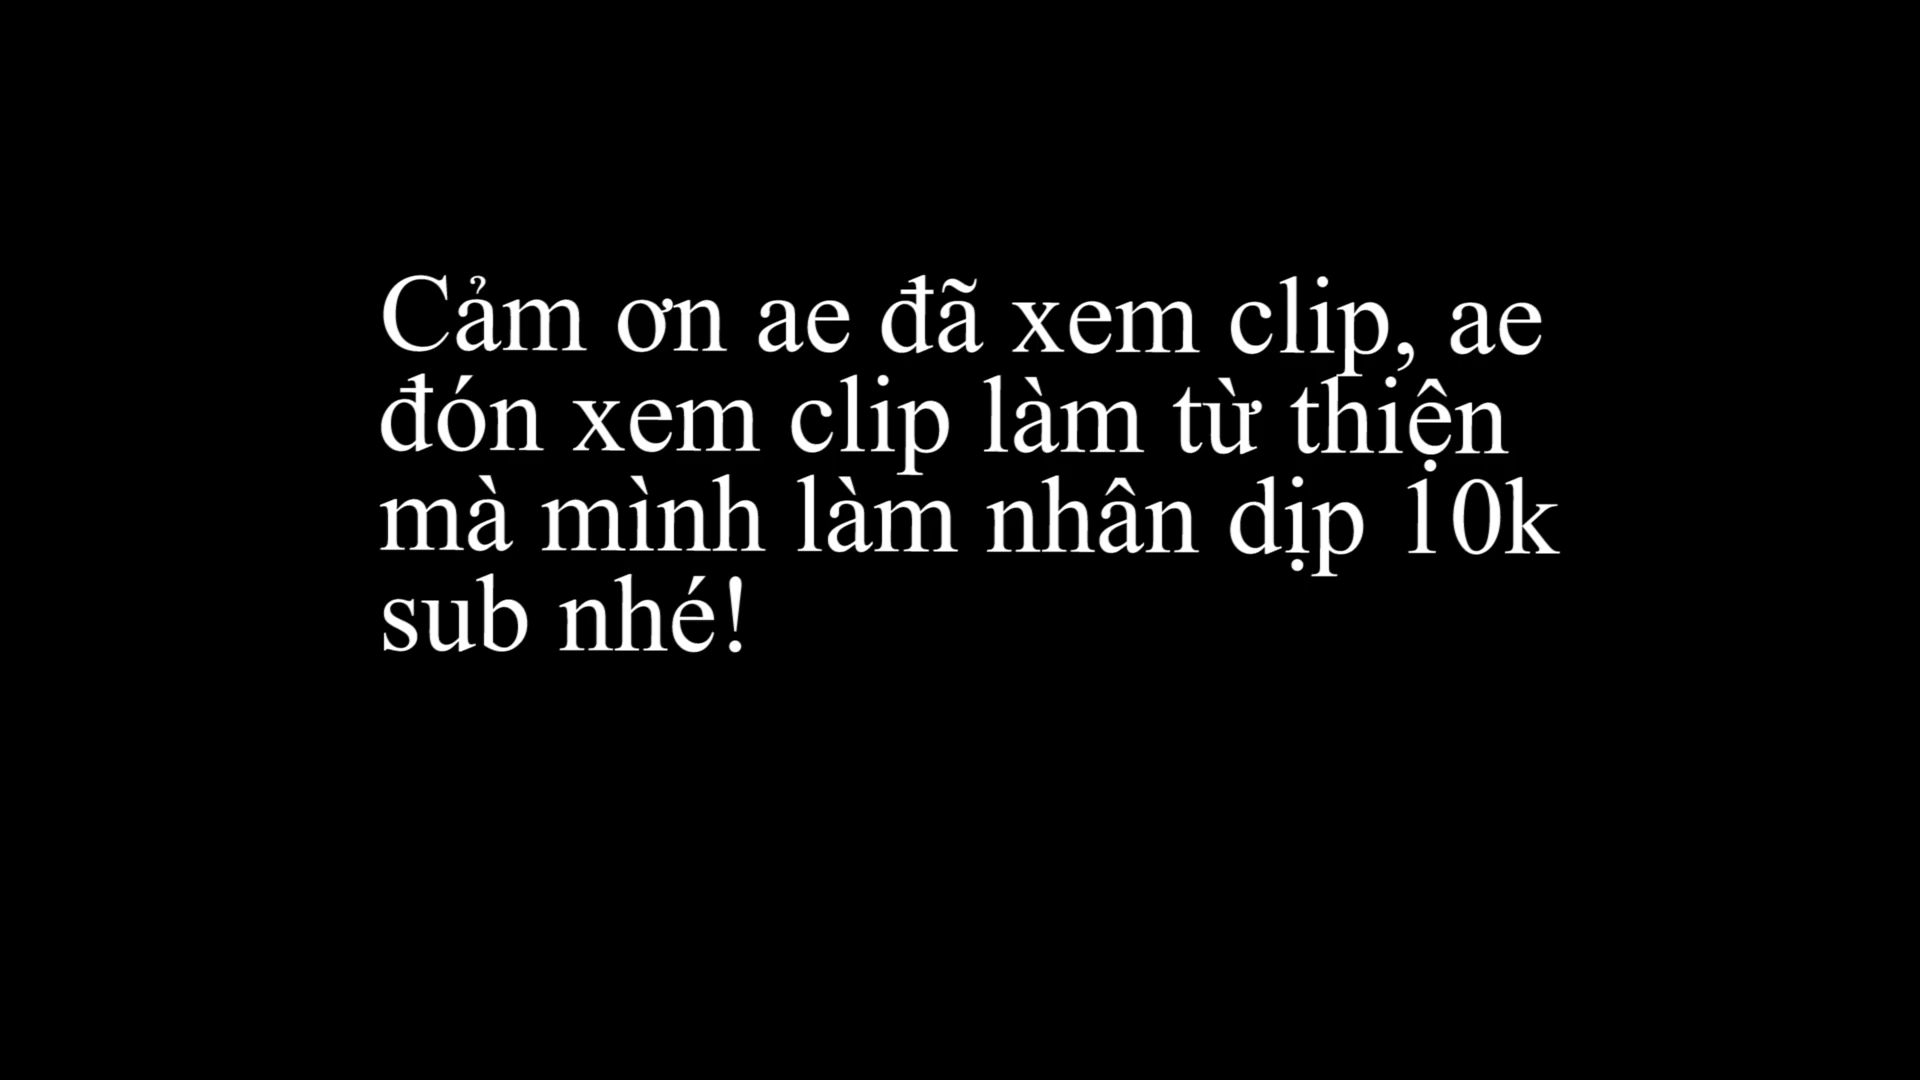 Cảm ơn ae đã xem clip, ae
đón xem clip làm từ thiện
mà mình làm nhân dịp 10k
sub nhé!